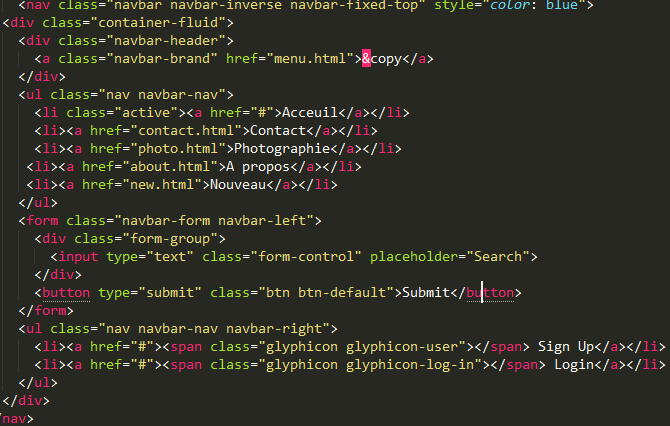 <nav class="navbar navbar-inverse navbar-fixed-top" style="color: blue">
<div class="container-fluid">
<div class="navbar-header">
<a class="navbar-brand" href="menu.html">&copy</a>
</div>
<ul class="nav navbar-nav">
<li class="active"><a href="#">Acceuil</a></li>
<li><a href="contact.html">Contact</a></li>
<li><a href="photo.html">Photographie</a></li>
<li><a href="about.html">A propos</a></li>
<li><a href="new.html">Nouveau</a></li>
</ul>
<form class="navbar-form navbar-left">
<div class="form-group">
<input type="text" class="form-control" placeholder="Search">
</div>
<button type="submit" class="btn btn-default">Submit</button>
</form>
<ul class="nav navbar-nav navbar-right">
<li><a href="#"><span class="glyphicon glyphicon-user"></span> Sign Up</a></li>
<li><a href="#"><span class="glyphicon glyphicon-log-in"></span> Login</a></li>
</ul>
</div>
/nav>